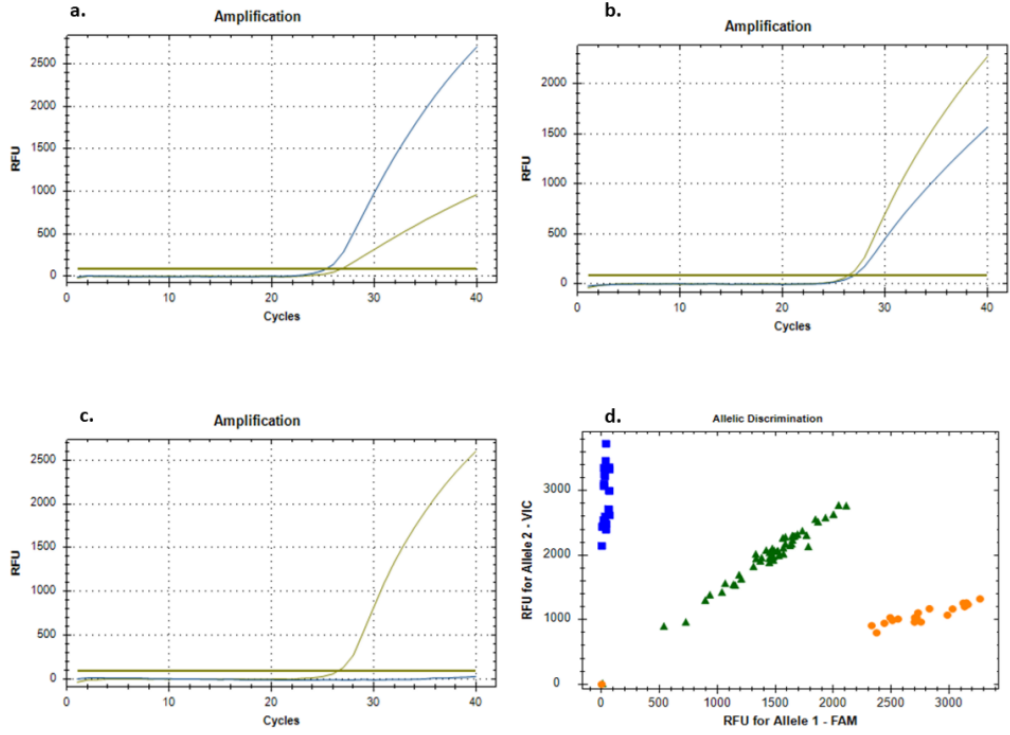 a.
Amplification
RFU
2500
2000
1500
1000
500
0
0 10 20 30 40
Cycles
b.
Amplification
RFU
2000
1500
1000
500
0
0 10 20 30 40
Cycles
c.
Amplification
RFU
2500
2000
1500
1000
500
0
0 10 20 30 40
Cycles
d.
Allelic Discrimination
RFU for Allele 2 - VIC
3000
2000
1000
0
0 500 1000 1500 2000 2500 3000
RFU for Allele 1 - FAM